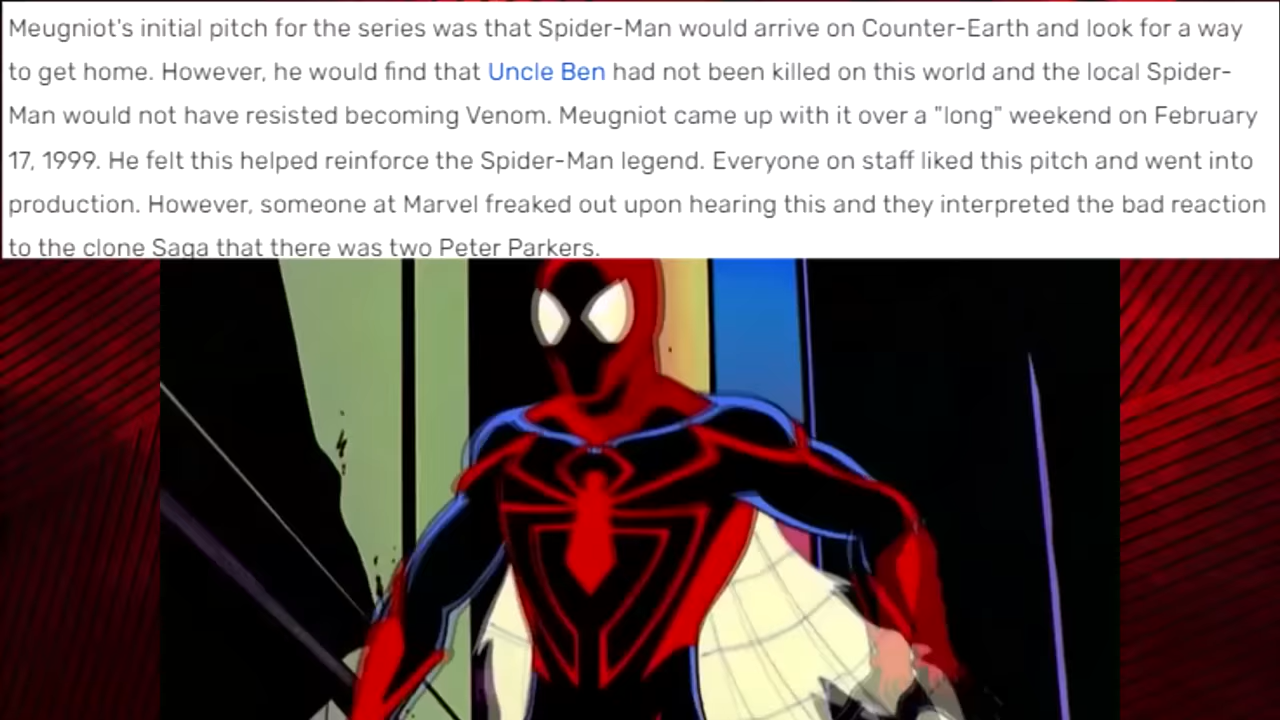 Meugniot's initial pitch for the series was that Spider-Man would arrive on Counter-Earth and look for a way
to get home. However, he would find that Uncle Ben had not been killed on this world and the local Spider-
Man would not have resisted becoming Venom. Meugniot came up with it over a "long" weekend on February
17, 1999. He felt this helped reinforce the Spider-Man legend. Everyone on staff liked this pitch and went into
production. However, someone at Marvel freaked out upon hearing this and they interpreted the bad reaction
to the clone Saga that there was two Peter Parkers.